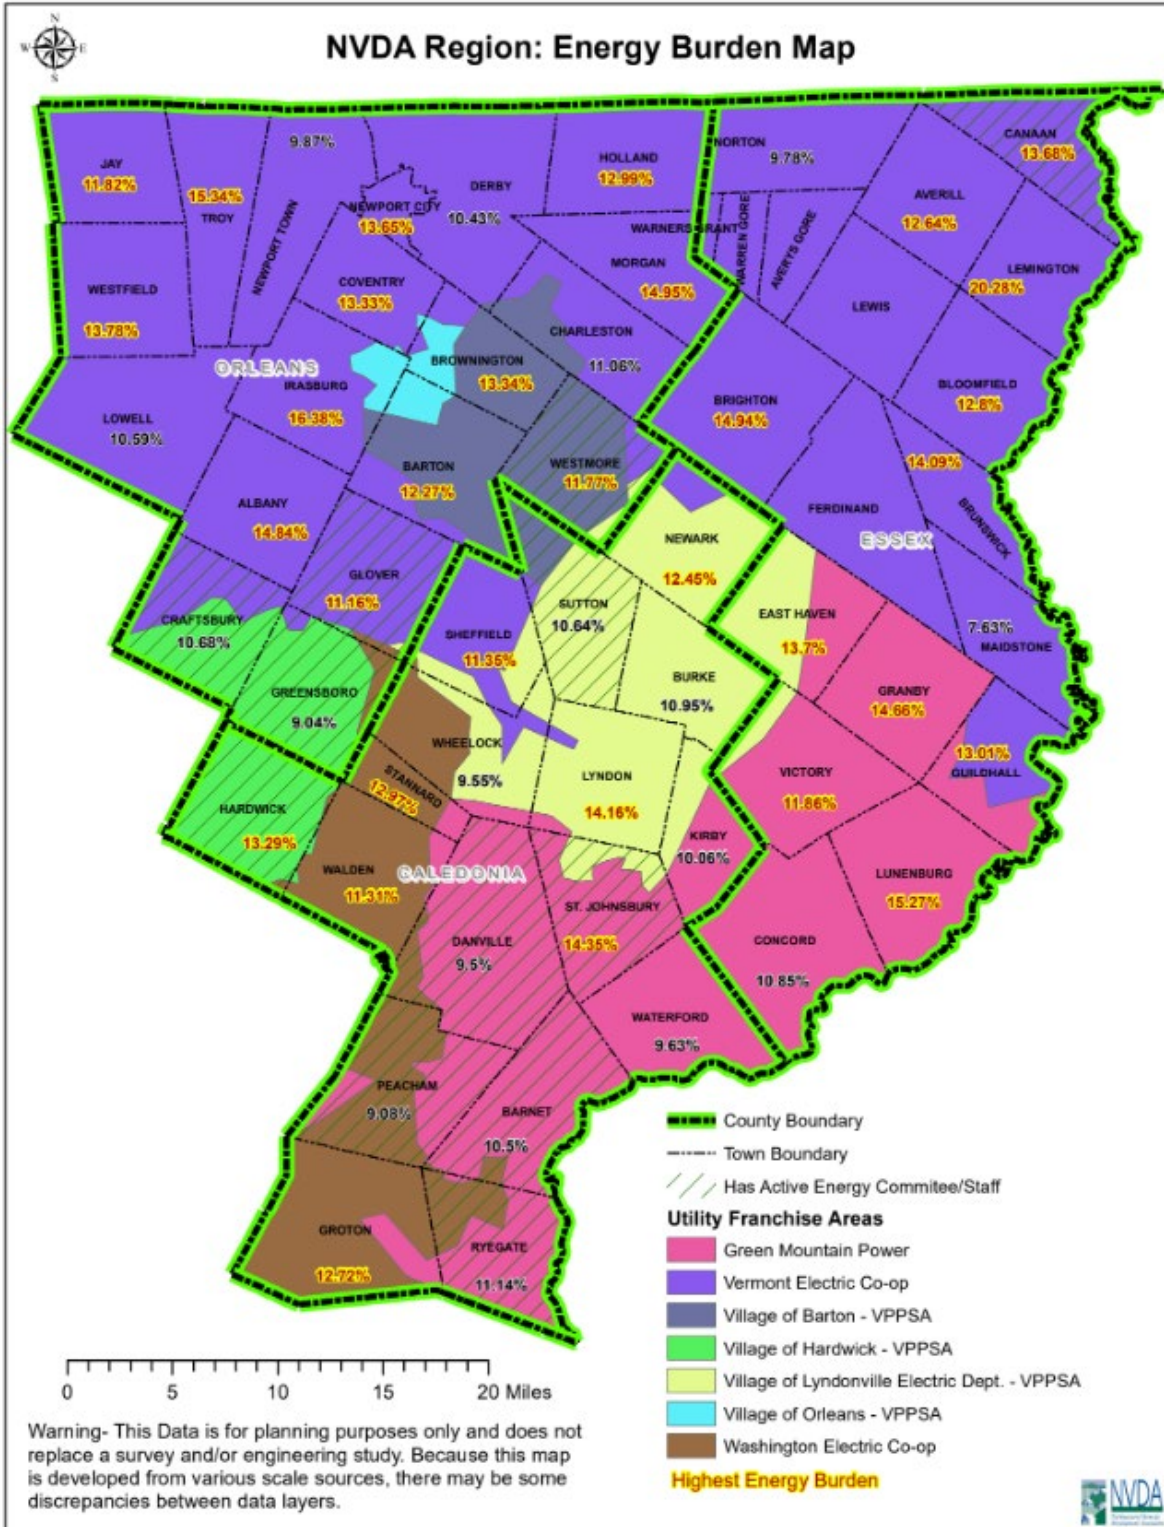 N
W E
S
NVDA Region: Energy Burden Map
JAY
11.82%
15.34%
TROY
9.87%
NEWPORT TOWN
NEWPORT CITY
13.65%
DERBY
10.43%
HOLLAND
12.99%
NORTON
9.78%
CANAAN
13.68%
AVERILL
12.64%
WARNERS GRANT
WARREN GORE
AVERYS GORE
LEMINGTON
20.28%
WESTFIELD
13.78%
COVENTRY
13.33%
MORGAN
14.95%
LEWIS
CHARLESTON
11.06%
ORLEANS
IRASBURG
16.38%
BROWNINGTON
13.34%
BLOOMFIELD
12.8%
BRIGHTON
14.94%
LOWELL
10.59%
BARTON
12.27%
WESTMORE
11.77%
14.09%
BRUNSWICK
ALBANY
14.84%
FERDINAND
ESSEX
NEWARK
12.45%
GLOVER
11.16%
SUTTON
10.64%
EAST HAVEN
13.7%
CRAFTSBURY
10.68%
SHEFFIELD
11.35%
7.63%
MAIDSTONE
BURKE
10.95%
GREENSBORO
9.04%
GRANBY
14.66%
WHEELOCK
9.55%
STANNARD
12.97%
LYNDON
14.16%
VICTORY
11.86%
13.01%
GUILDHALL
HARDWICK
13.29%
KIRBY
10.06%
WALDEN
11.31%
CALEDONIA
LUNENBURG
15.27%
ST. JOHNSBURY
14.35%
DANVILLE
9.5%
CONCORD
10.85%
WATERFORD
9.63%
PEACHAM
9.08%
BARNET
10.5%
GROTON
12.72%
RYEGATE
11.14%
County Boundary
Town Boundary
Has Active Energy Commitee/Staff
Utility Franchise Areas
Green Mountain Power
Vermont Electric Co-op
Village of Barton - VPPSA
Village of Hardwick - VPPSA
Village of Lyndonville Electric Dept. - VPPSA
Village of Orleans - VPPSA
Washington Electric Co-op
Highest Energy Burden
0 5 10 15 20 Miles
Warning- This Data is for planning purposes only and does not
replace a survey and/or engineering study. Because this map
is developed from various scale sources, there may be some
discrepancies between data layers.
NVDA